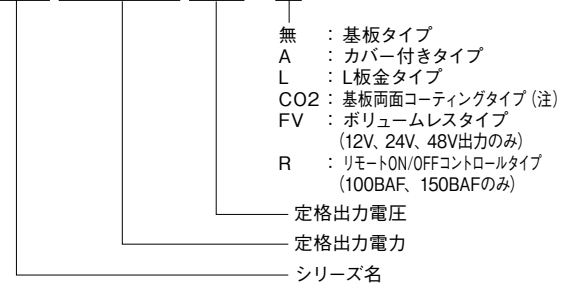 無 : 基板タイプ
A : カバー付きタイプ
L : L板金タイプ
CO2 : 基板両面コーティングタイプ (注)
FV : ボリュームレスタイプ
(12V、24V、48V出力のみ)
R : リモートON/OFFコントロールタイプ
(100BAF、150BAFのみ)
定格出力電圧
定格出力電力
シリーズ名